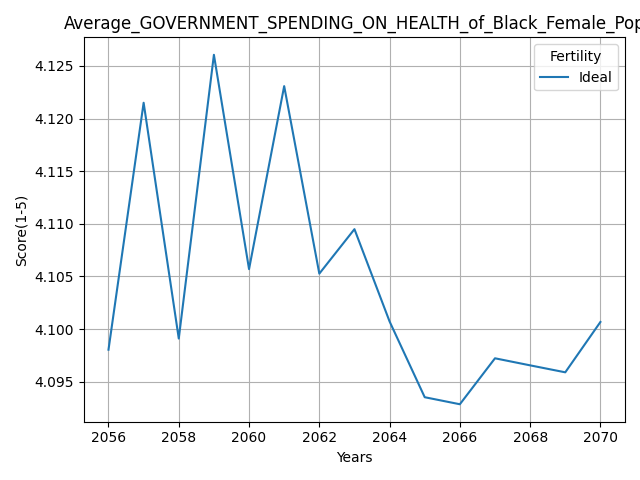 Average_GOVERNMENT_SPENDING_ON_HEALTH_of_Black_Female_Pop
Fertility
Ideal
4.125
4.120
4.115
4.110
4.105
4.100
4.095
Score(1-5)
2056 2058 2060 2062 2064 2066 2068 2070
Years